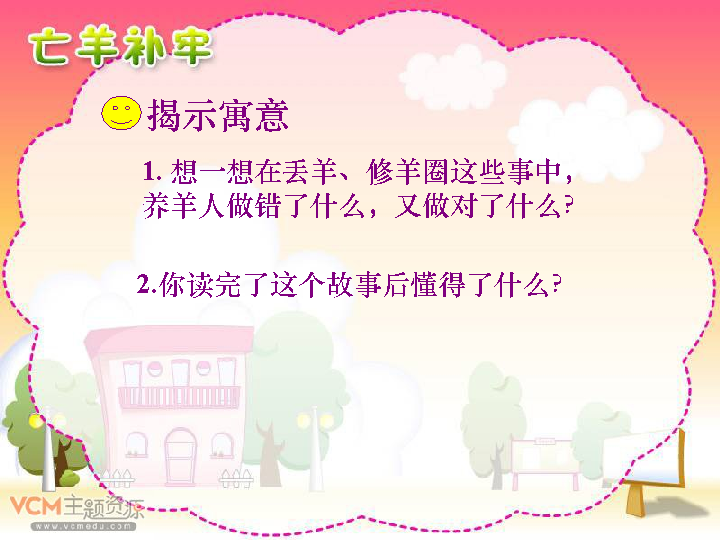 亡羊补牢
揭示寓意
1. 想一想在丢羊、修羊圈这些事中，
养羊人做错了什么，又做对了什么?
2.你读完了这个故事后懂得了什么?
VCM主题资源
www.vcmedu.com